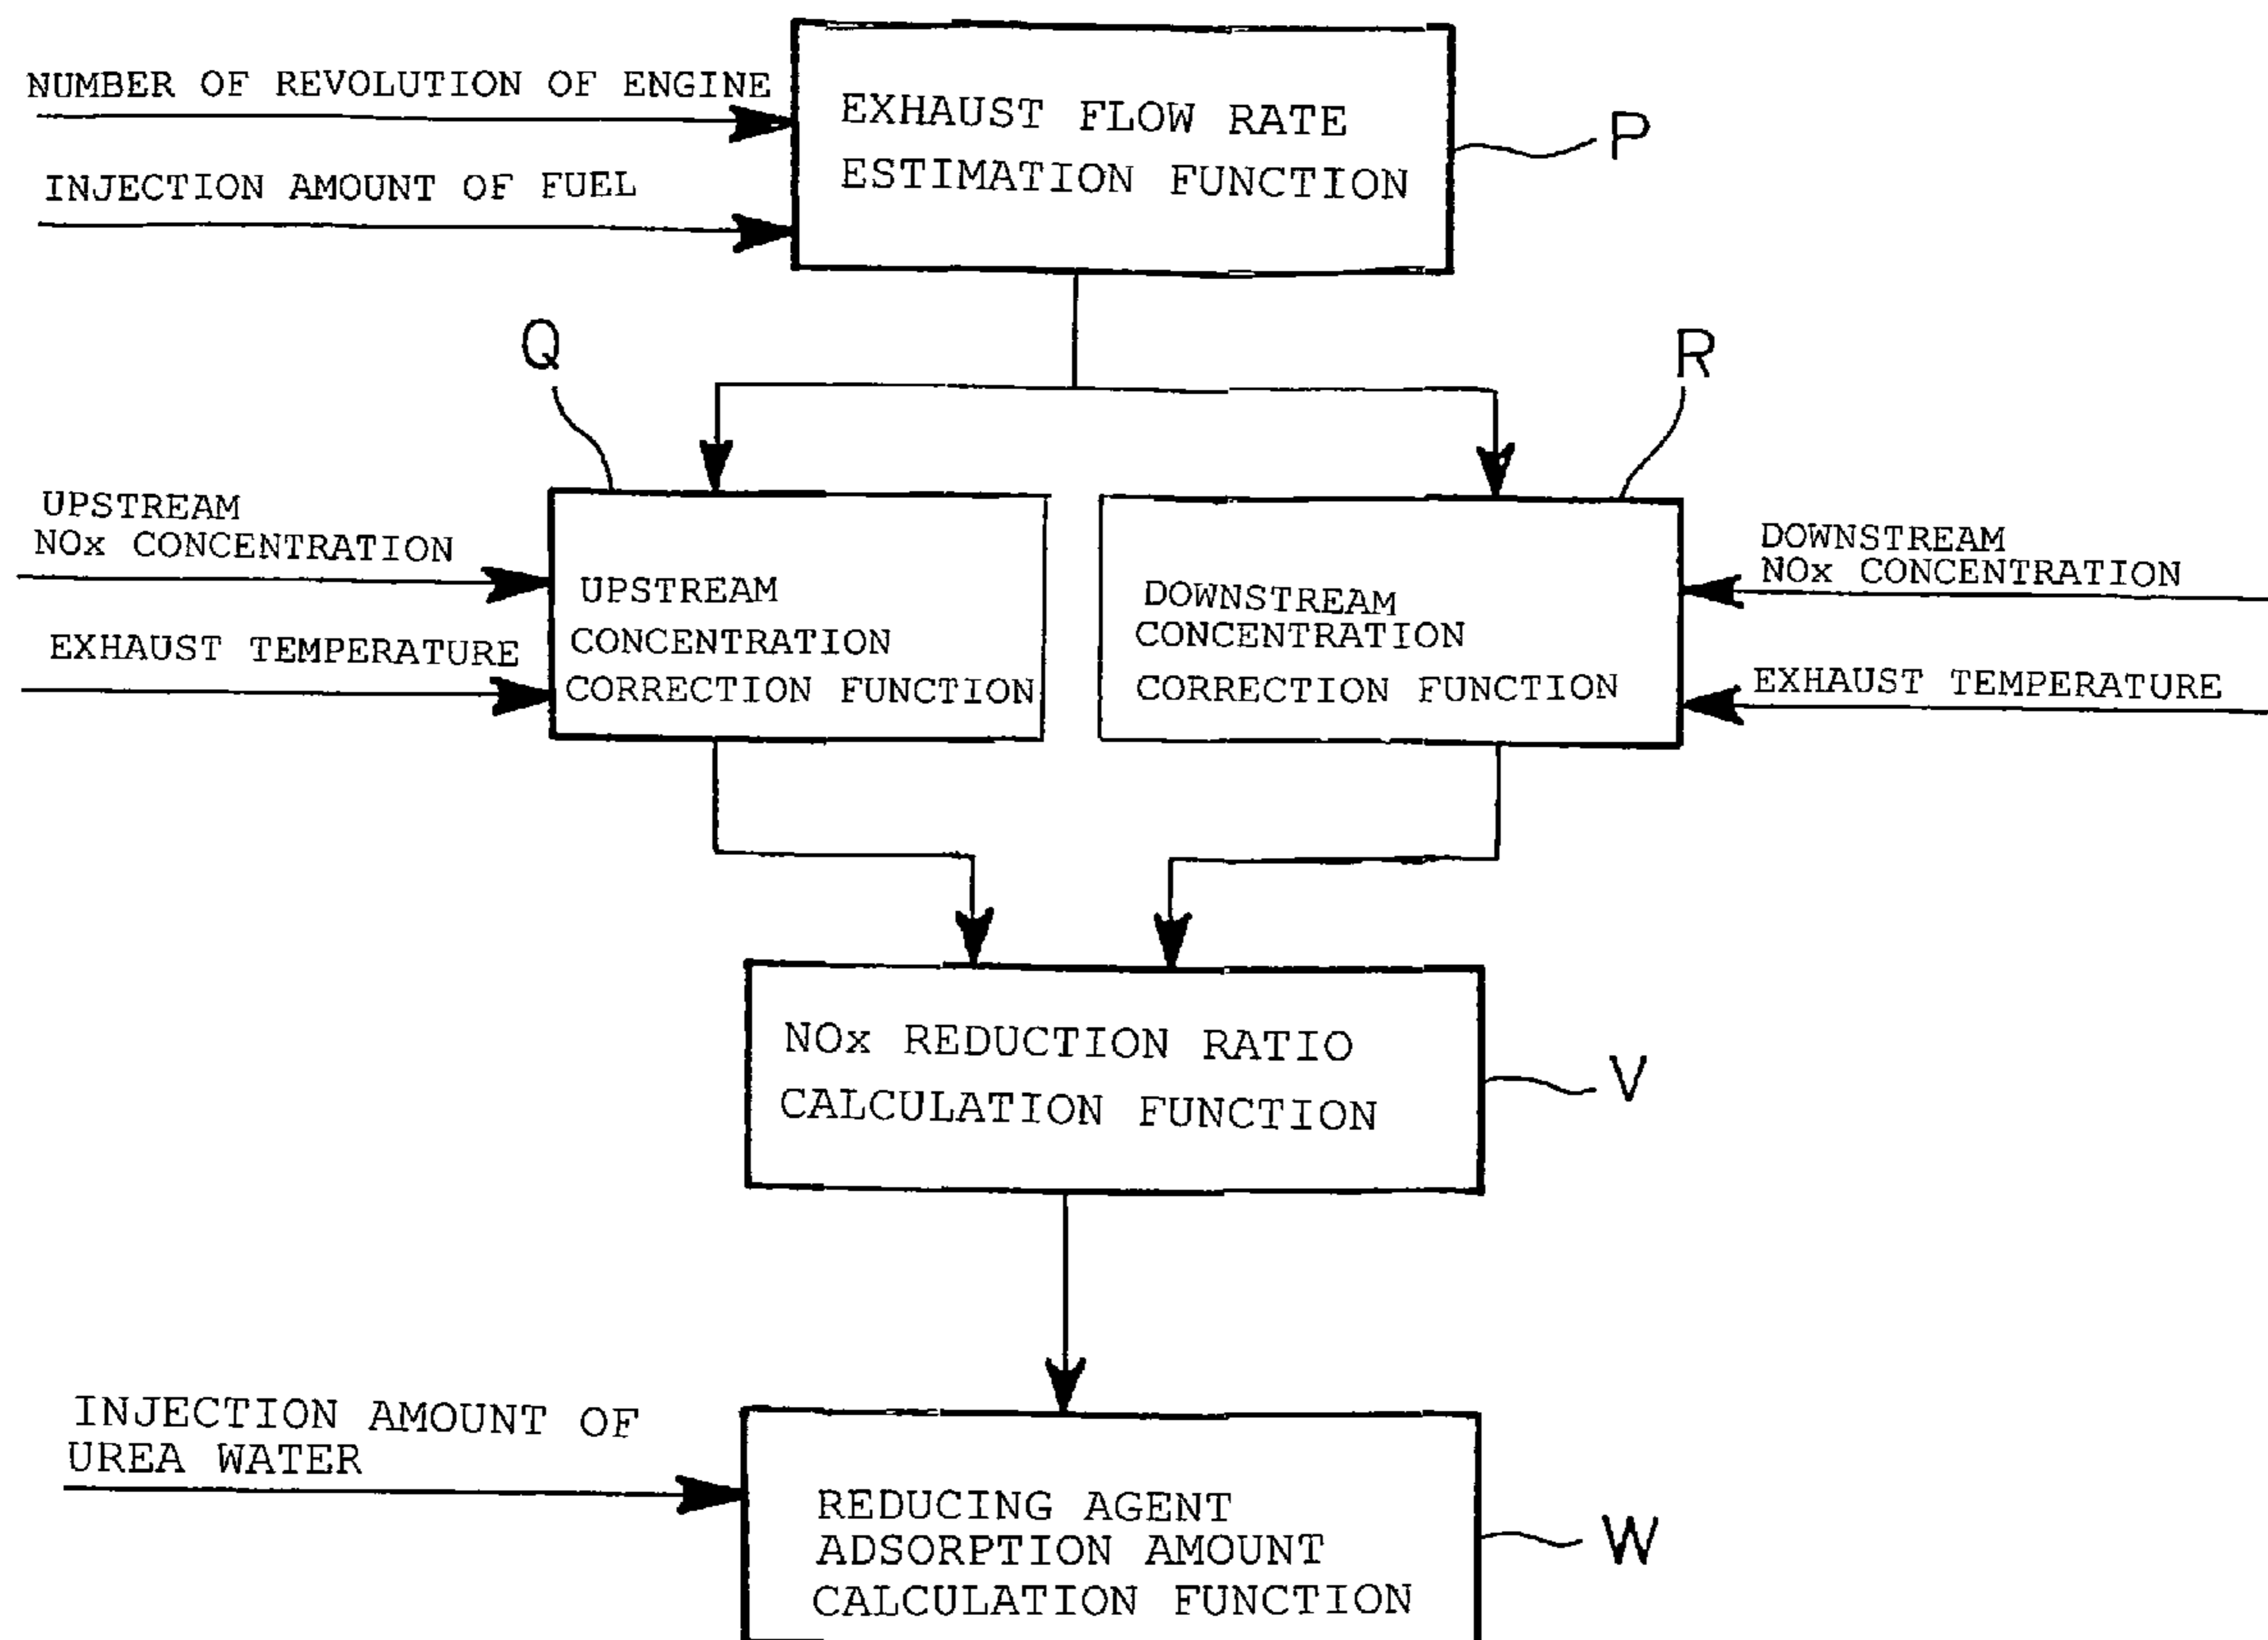 NUMBER OF REVOLUTION OF ENGINE
INJECTION AMOUNT OF FUEL
EXHAUST FLOW RATE
ESTIMATION FUNCTION
P
Q
R
UPSTREAM
NOx CONCENTRATION
EXHAUST TEMPERATURE
UPSTREAM
CONCENTRATION
CORRECTION FUNCTION
DOWNSTREAM
CONCENTRATION
CORRECTION FUNCTION
DOWNSTREAM
NOx CONCENTRATION
EXHAUST TEMPERATURE
NOx REDUCTION RATIO
CALCULATION FUNCTION
V
INJECTION AMOUNT OF
UREA WATER
REDUCING AGENT
ADSORPTION AMOUNT
CALCULATION FUNCTION
W